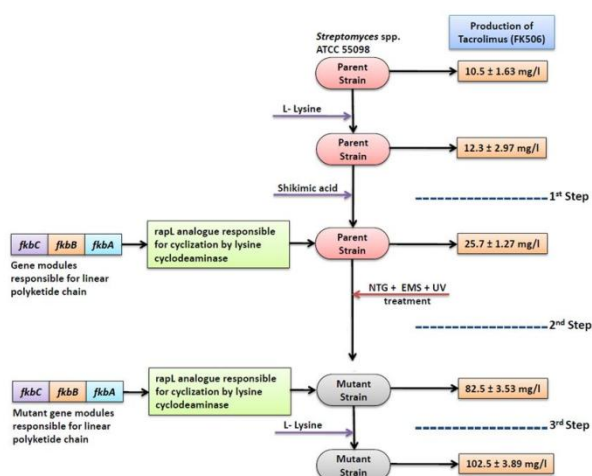 Streptomyces spp.
ATCC 55098
Production of
Tacrolimus (FK506)
Parent
Strain
10.5 ± 1.63 mg/l
L- Lysine
Parent
Strain
12.3 ± 2.97 mg/l
Shikimic acid
1st Step
fkbC fkbB fkbA
Gene modules
responsible for linear
polyketide chain
rapL analogue responsible
for cyclization by lysine
cyclodeaminase
Parent
Strain
25.7 ± 1.27 mg/l
NTG + EMS + UV
treatment
2nd Step
fkbC fkbB fkbA
Mutant gene modules
responsible for linear
polyketide chain
rapL analogue responsible
for cyclization by lysine
cyclodeaminase
Mutant
Strain
82.5 ± 3.53 mg/l
L- Lysine
3rd Step
Mutant
Strain
102.5 ± 3.89 mg/l